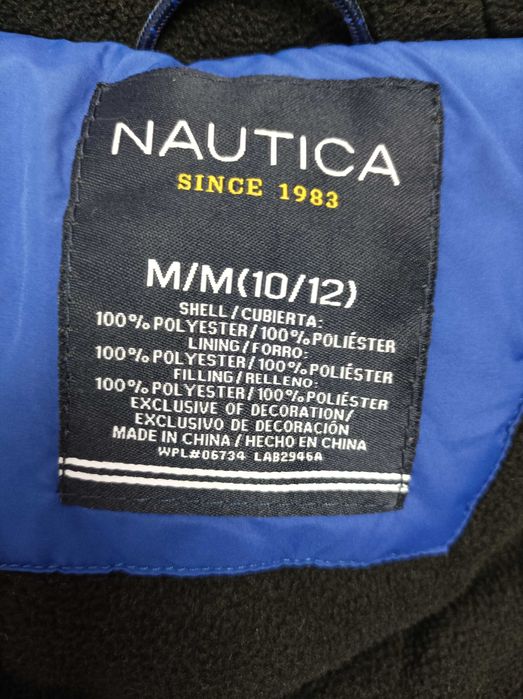 NAUTICA
SINCE 1983
M/M(10/12)
SHELL/CUBIERTA:
100% POLYESTER/100% POLIÉSTER
LINING/FORRO:
100% POLYESTER/100% POLIÉSTER
FILLING/RELLENO:
100% POLYESTER/100% POLIÉSTER
EXCLUSIVE OF DECORATION/
EXCLUSIVO DE DECORACIÓN
MADE IN CHINA / HECHO EN CHINA
WPL#06734 LAB2946A